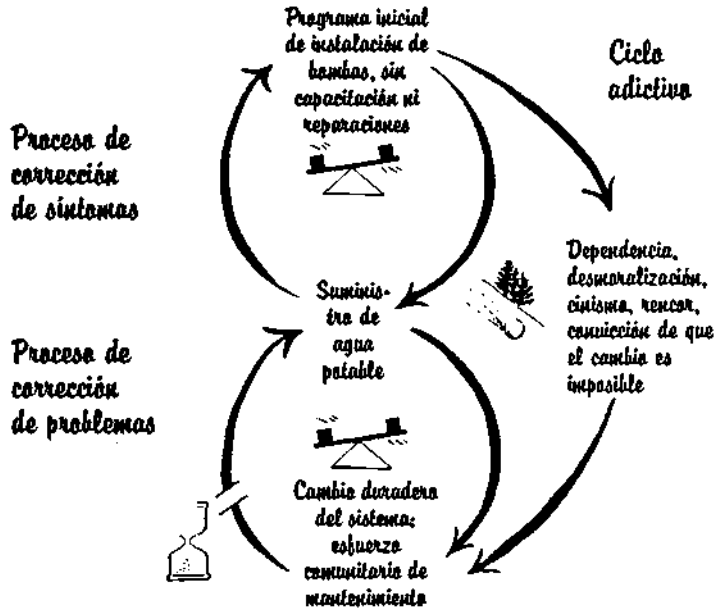 Programa inicial
de instalación de
bombas, sin
capacitación ni
reparaciones
Ciclo
adictivo
Proceso de
corrección
de síntomas
Dependencia,
desmoralización,
cinismo, rencor,
convicción de que
el cambio es
imposible
Suminis-
tro de
agua
potable
Proceso de
corrección
de problemas
Cambio duradero
del sistema:
esfuerzo
comunitario de
mantenimiento